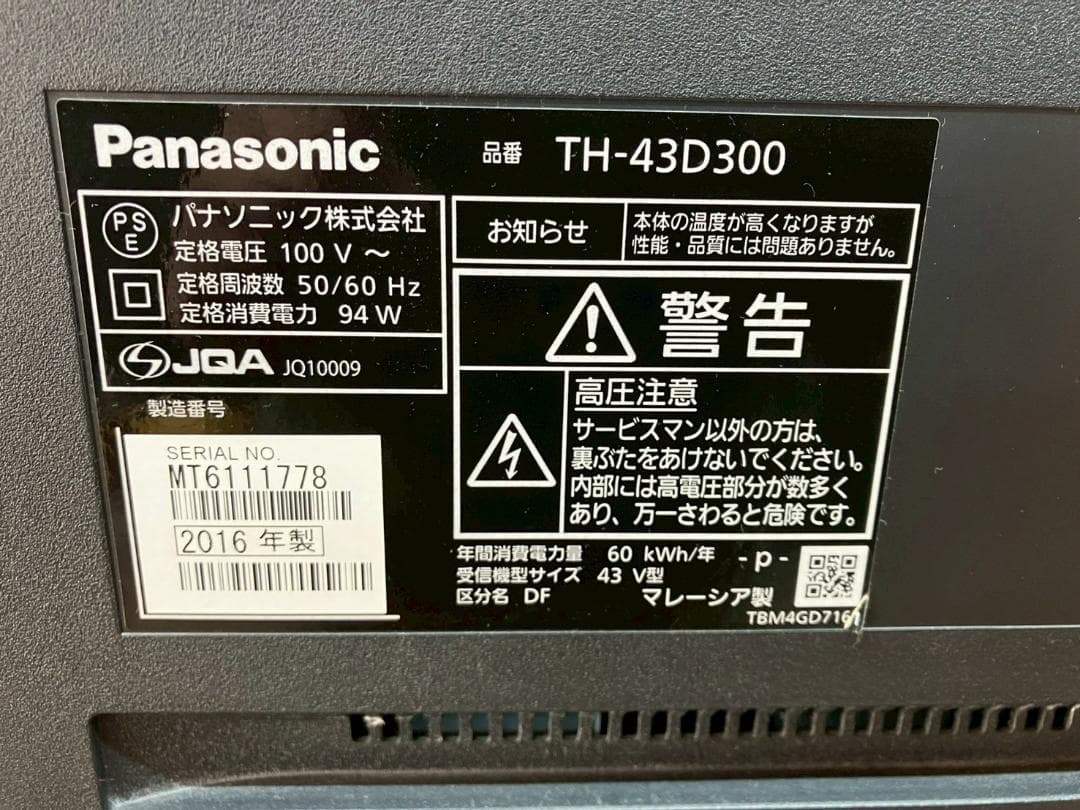 Panasonic
品番 TH-43D300
PS
E
パナソニック株式会社
定格電圧 100 V ～
定格周波数 50/60 Hz
定格消費電力 94 W
JQA JQ10009
製造番号
SERIAL NO.
MT6111778
2016 年製
お知らせ
本体の温度が高くなりますが
性能・品質には問題ありません。
警告
高圧注意
サービスマン以外の方は、
裏ぶたをあけないでください。
内部には高電圧部分が数多く
あり、万一さわると危険です。
年間消費電力量 60 kWh/年 -p-
受信機型サイズ 43 V型
区分名 DF マレーシア製
TBM4GD7161